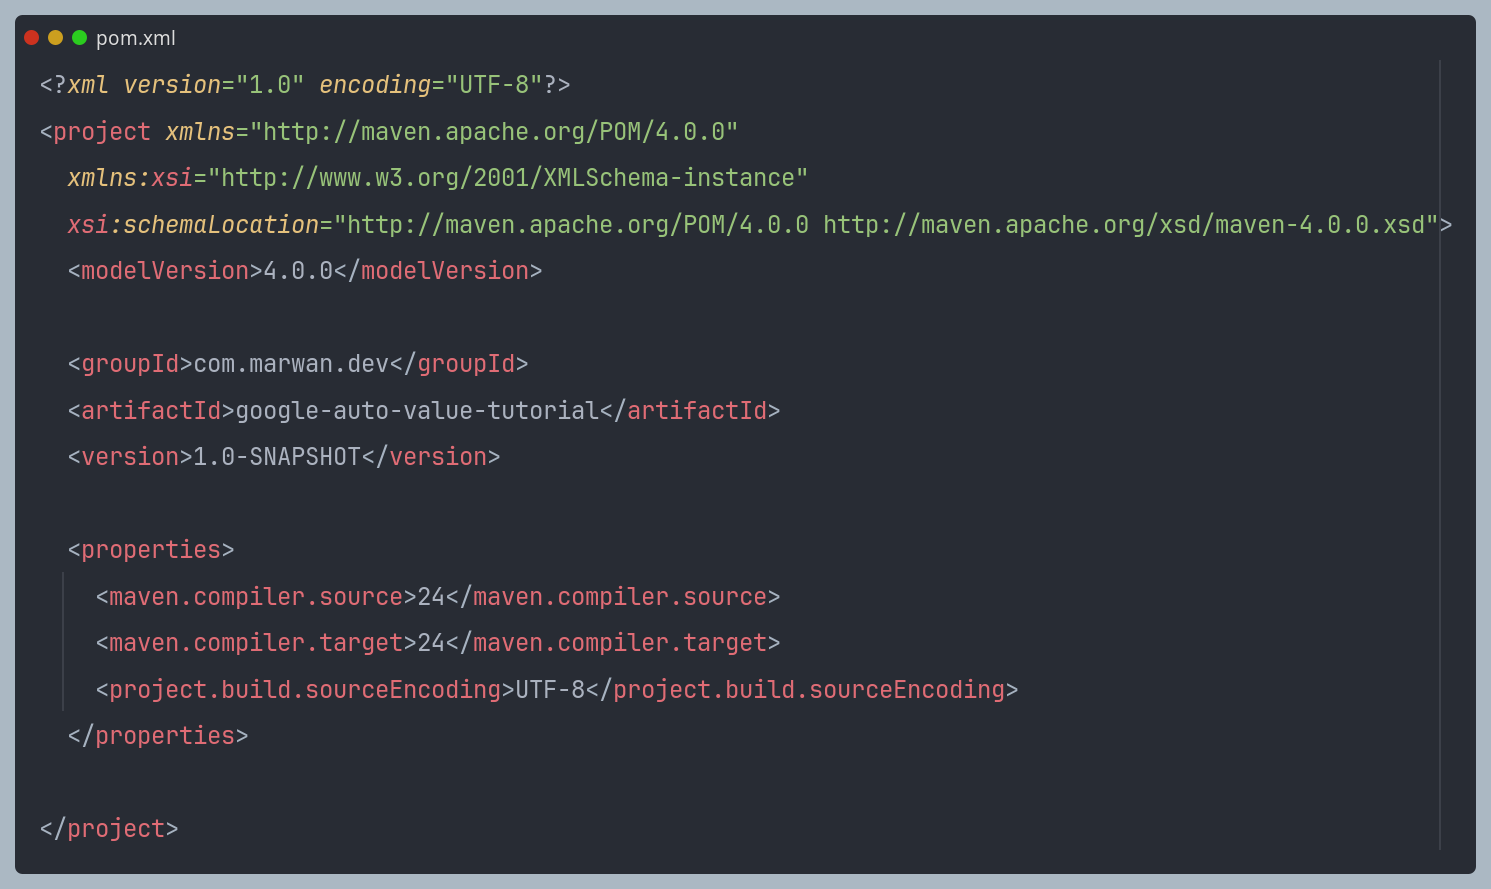 pom.xml
<?xml version="1.0" encoding="UTF-8"?>
<project xmlns="http://maven.apache.org/POM/4.0.0"
  xmlns:xsi="http://www.w3.org/2001/XMLSchema-instance"
  xsi:schemaLocation="http://maven.apache.org/POM/4.0.0 http://maven.apache.org/xsd/maven-4.0.0.xsd">
  <modelVersion>4.0.0</modelVersion>

  <groupId>com.marwan.dev</groupId>
  <artifactId>google-auto-value-tutorial</artifactId>
  <version>1.0-SNAPSHOT</version>

  <properties>
    <maven.compiler.source>24</maven.compiler.source>
    <maven.compiler.target>24</maven.compiler.target>
    <project.build.sourceEncoding>UTF-8</project.build.sourceEncoding>
  </properties>

</project>